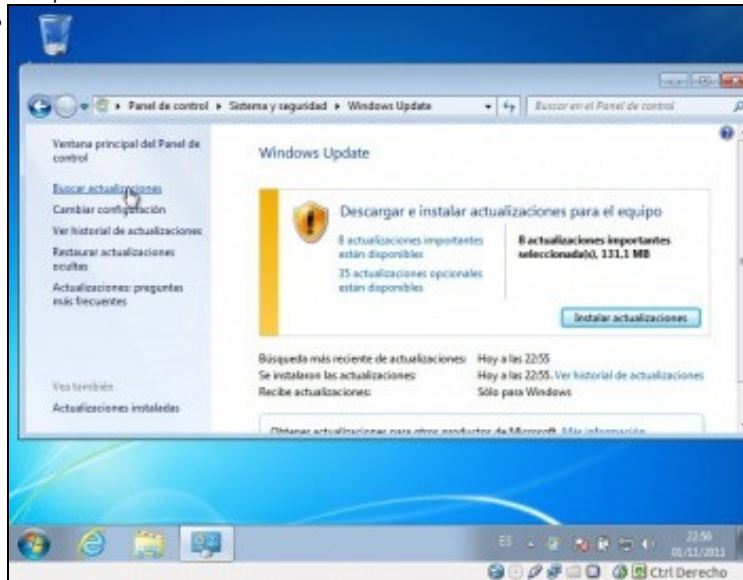 Panel de control ▸ Sistema y seguridad ▸ Windows Update
Buscar en el Panel de control
Ventana principal del Panel de
control
Buscar actualizaciones
Cambiar configuración
Ver historial de actualizaciones
Restaurar actualizaciones
ocultas
Actualizaciones: preguntas
más frecuentes
Vea también
Actualizaciones instaladas
Windows Update
Descargar e instalar actualizaciones para el equipo
8 actualizaciones importantes
están disponibles
35 actualizaciones opcionales
están disponibles
8 actualizaciones importantes
seleccionada(s), 131,1 MB
Instalar actualizaciones
Búsqueda más reciente de actualizaciones: Hoy a las 22:55
Se instalaron las actualizaciones: Hoy a las 22:55. Ver historial de actualizaciones
Recibe actualizaciones: Sólo para Windows
Obtener actualizaciones para otros productos de Microsoft. Más información
ES
22:56
01/11/2011
Ctrl Derecho